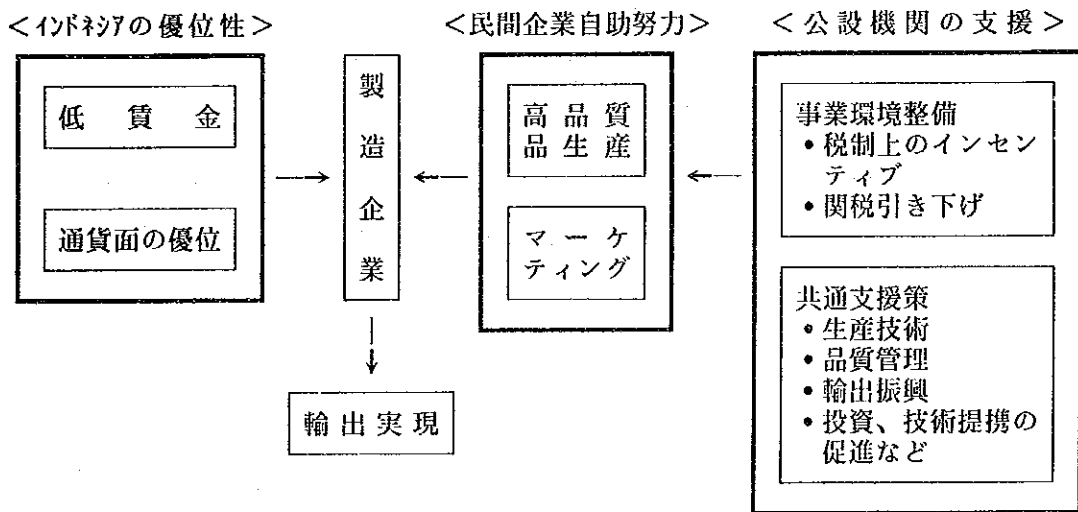 ＜ｲﾝﾄﾞﾈｼｱの優位性＞
低賃金
通貨面の優位
製造企業
輸出実現
＜民間企業自助努力＞
高品質
品生産
マーケ
ティング
＜公設機関の支援＞
事業環境整備
• 税制上のインセン
ティブ
• 関税引き下げ
共通支援策
• 生産技術
• 品質管理
• 輸出振興
• 投資、技術提携の
促進など